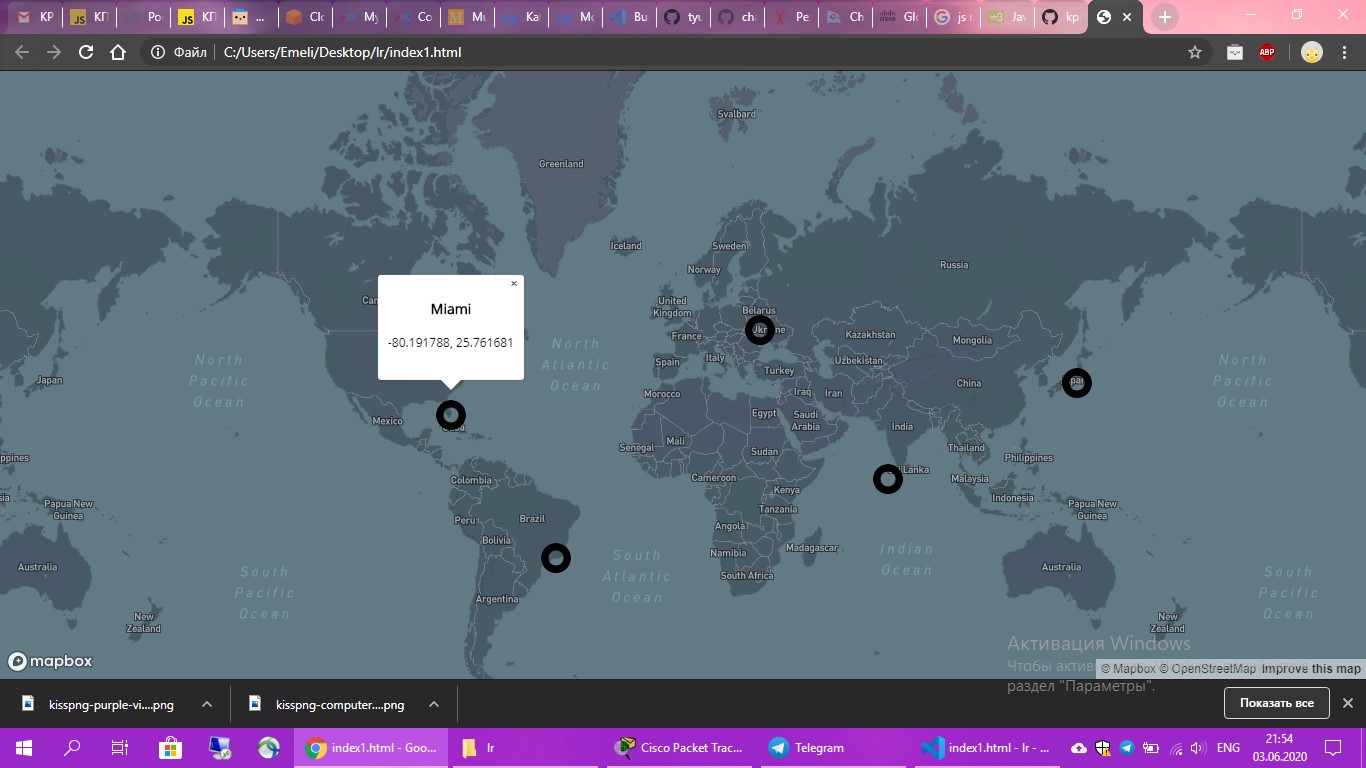 KP
КП
Po
КП
...
Clo
My
Co
Mu
Ka
Mo
Bu
tyu
cha
Pe
Ch
Glo
js r
Jav
kp
Файл
C:/Users/Emeli/Desktop/lr/index1.html
ABP
Svalbard
Greenland
Iceland
Sweden
Norway
Russia
United
Kingdom
Belarus
Ukraine
France
Kazakhstan
Mongolia
Italy
Spain
Uzbekistan
Turkey
China
Japan
Morocco
Iraq
Iran
Egypt
Saudi
Arabia
India
Mali
Senegal
Sudan
Thailand
Philippines
Cameroon
Sri Lanka
Malaysia
Kenya
Indonesia
Papua New
Guinea
Tanzania
Angola
Madagascar
Namibia
South Africa
Australia
New
Zealand
Can
Miami
×
-80.191788, 25.761681
Mexico
Cuba
Colombia
Peru
Brazil
Bolivia
Argentina
Japan
ppines
sia
Papua New
Guinea
Australia
New
Zealand
North
Pacific
Ocean
North
Atlantic
Ocean
North
Pacific
Ocean
South
Pacific
Ocean
South
Atlantic
Ocean
Indian
Ocean
South
Pacific
Ocean
mapbox
Активация Windows
Чтобы актив
раздел "Параметры".
© Mapbox © OpenStreetMap Improve this map
kisspng-purple-vi....png
kisspng-computer....png
Показать все
index1.html - Goo...
lr
Cisco Packet Trac...
Telegram
index1.html - lr - ...
ENG
21:54
03.06.2020